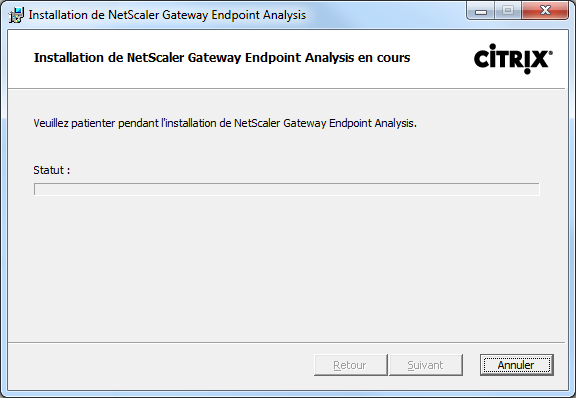 Installation de NetScaler Gateway Endpoint Analysis
Installation de NetScaler Gateway Endpoint Analysis en cours
CITRIX®
Veuillez patienter pendant l'installation de NetScaler Gateway Endpoint Analysis.
Statut :
Retour
Suivant
Annuler